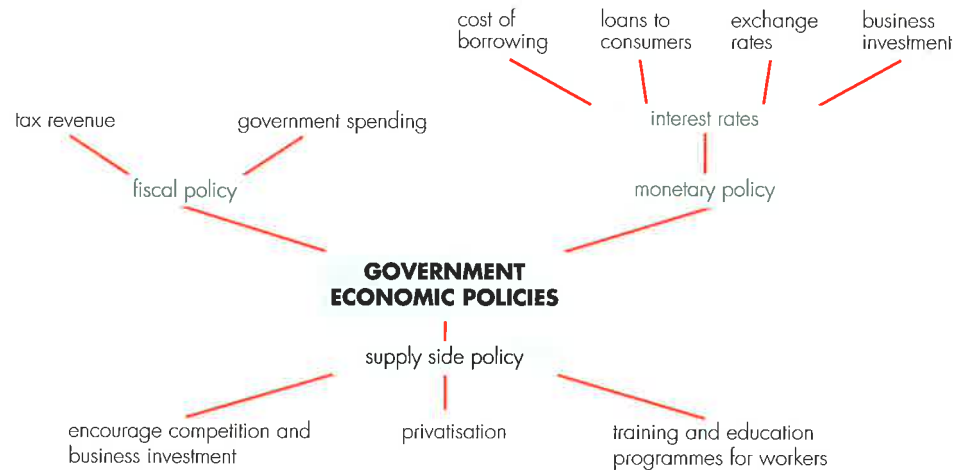 cost of
borrowing
loans to
consumers
exchange
rates
business
investment
tax revenue
government spending
interest rates
fiscal policy
monetary policy
GOVERNMENT
ECONOMIC POLICIES
supply side policy
encourage competition and
business investment
privatisation
training and education
programmes for workers